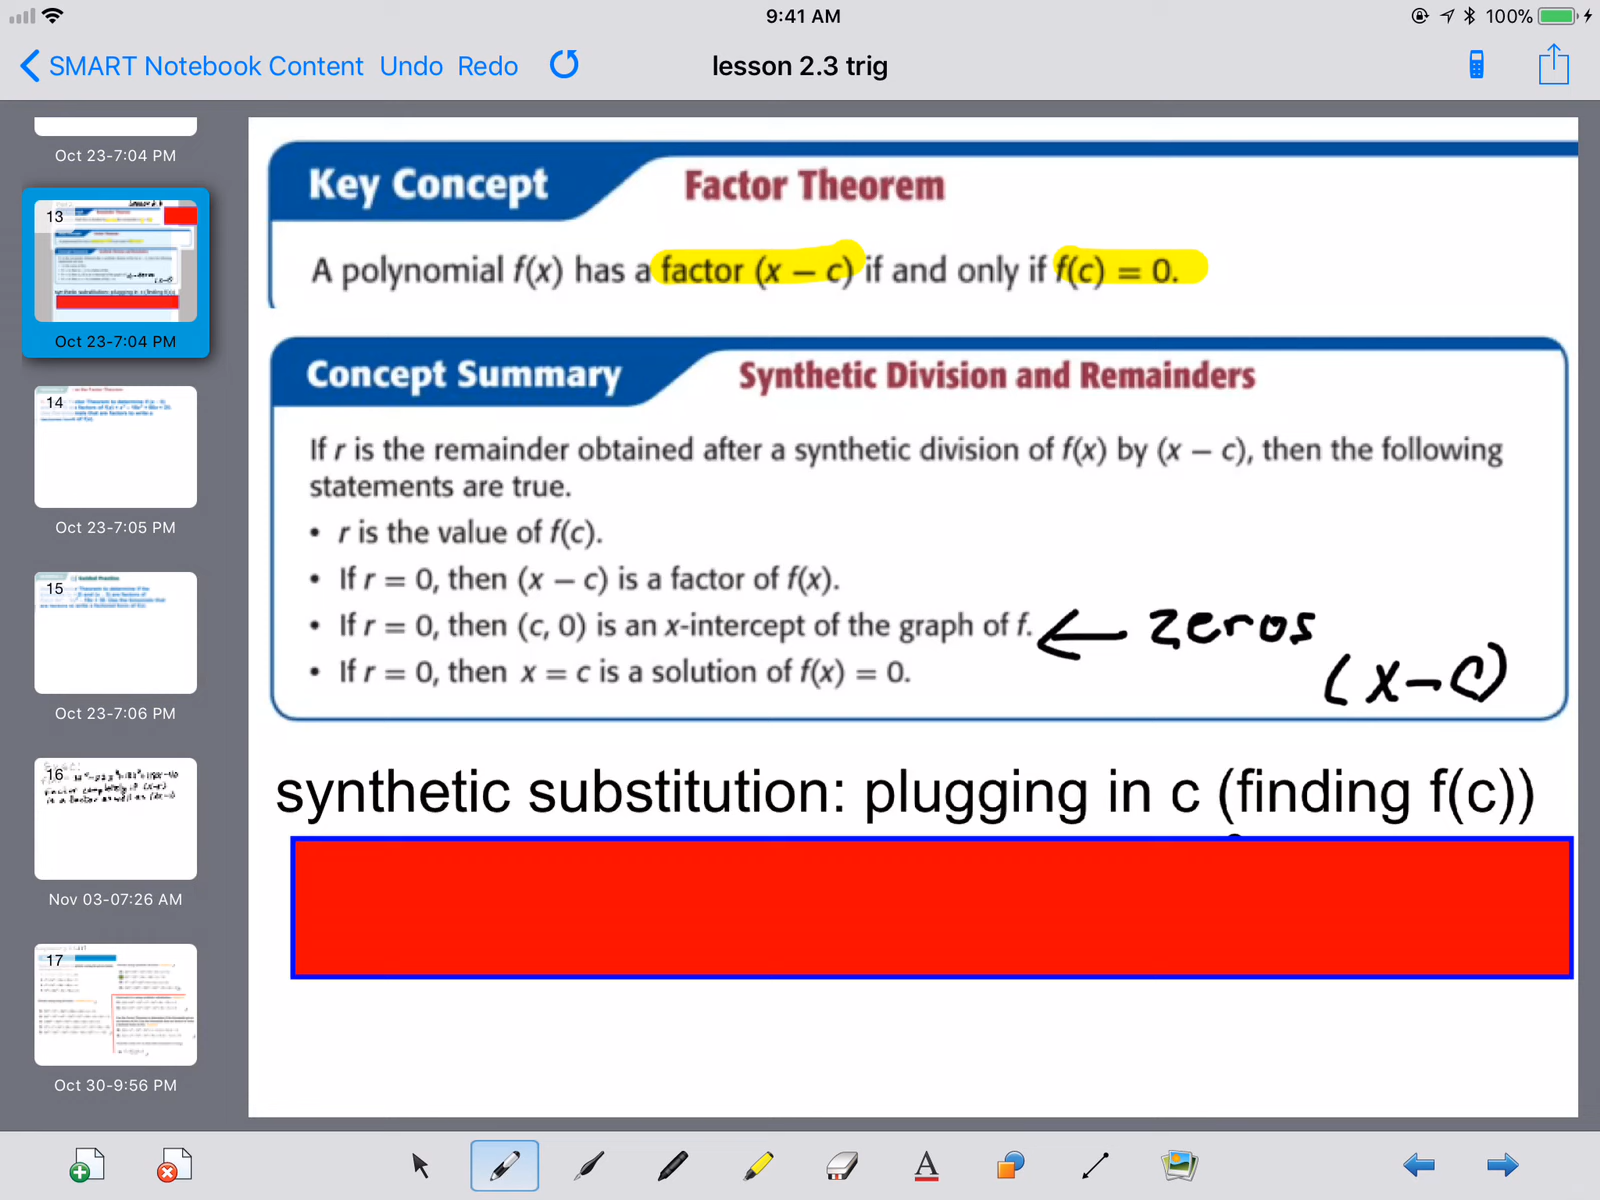 9:41 AM
100%
SMART Notebook Content Undo Redo
lesson 2.3 trig
Oct 23-7:04 PM
13
Oct 23-7:04 PM
14
Oct 23-7:05 PM
15
Oct 23-7:06 PM
16
Nov 03-07:26 AM
17
Oct 30-9:56 PM
Key Concept Factor Theorem
A polynomial f(x) has a factor (x – c) if and only if f(c) = 0.
Concept Summary Synthetic Division and Remainders
If r is the remainder obtained after a synthetic division of f(x) by (x – c), then the following
statements are true.
• r is the value of f(c).
• If r = 0, then (x – c) is a factor of f(x).
• If r = 0, then (c, 0) is an x-intercept of the graph of f. ← zeros
• If r = 0, then x = c is a solution of f(x) = 0.
(x-c)
synthetic substitution: plugging in c (finding f(c))
A